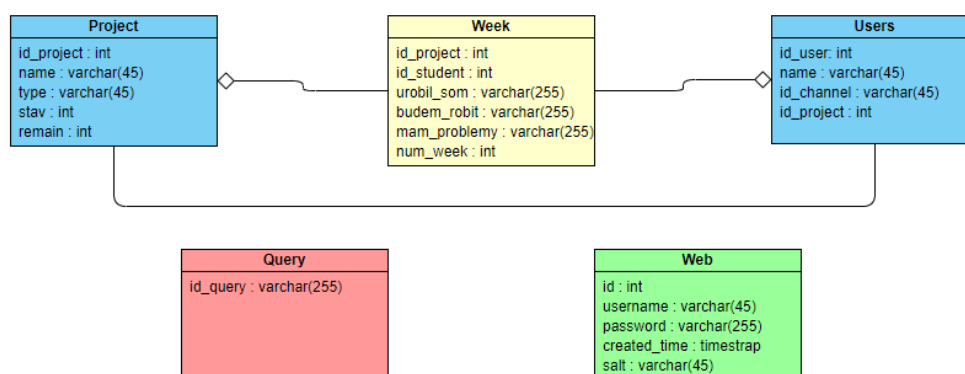 Project
id_project : int
name : varchar(45)
type : varchar(45)
stav : int
remain : int
Week
id_project : int
id_student : int
urobil_som : varchar(255)
budem_robit : varchar(255)
mam_problemy : varchar(255)
num_week : int
Users
id_user: int
name : varchar(45)
id_channel : varchar(45)
id_project : int
Query
id_query : varchar(255)
Web
id : int
username : varchar(45)
password : varchar(255)
created_time : timestrap
salt : varchar(45)